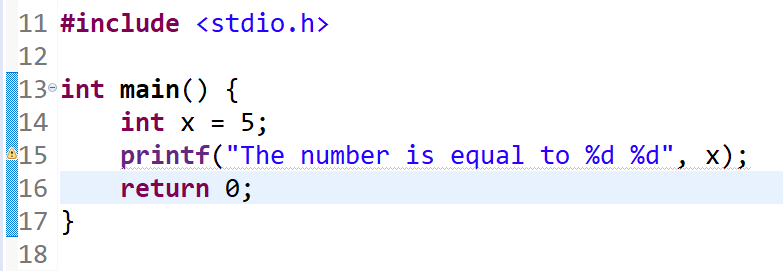 11 #include <stdio.h>
12
13 int main() {
14     int x = 5;
15     printf("The number is equal to %d %d", x);
16     return 0;
17 }
18